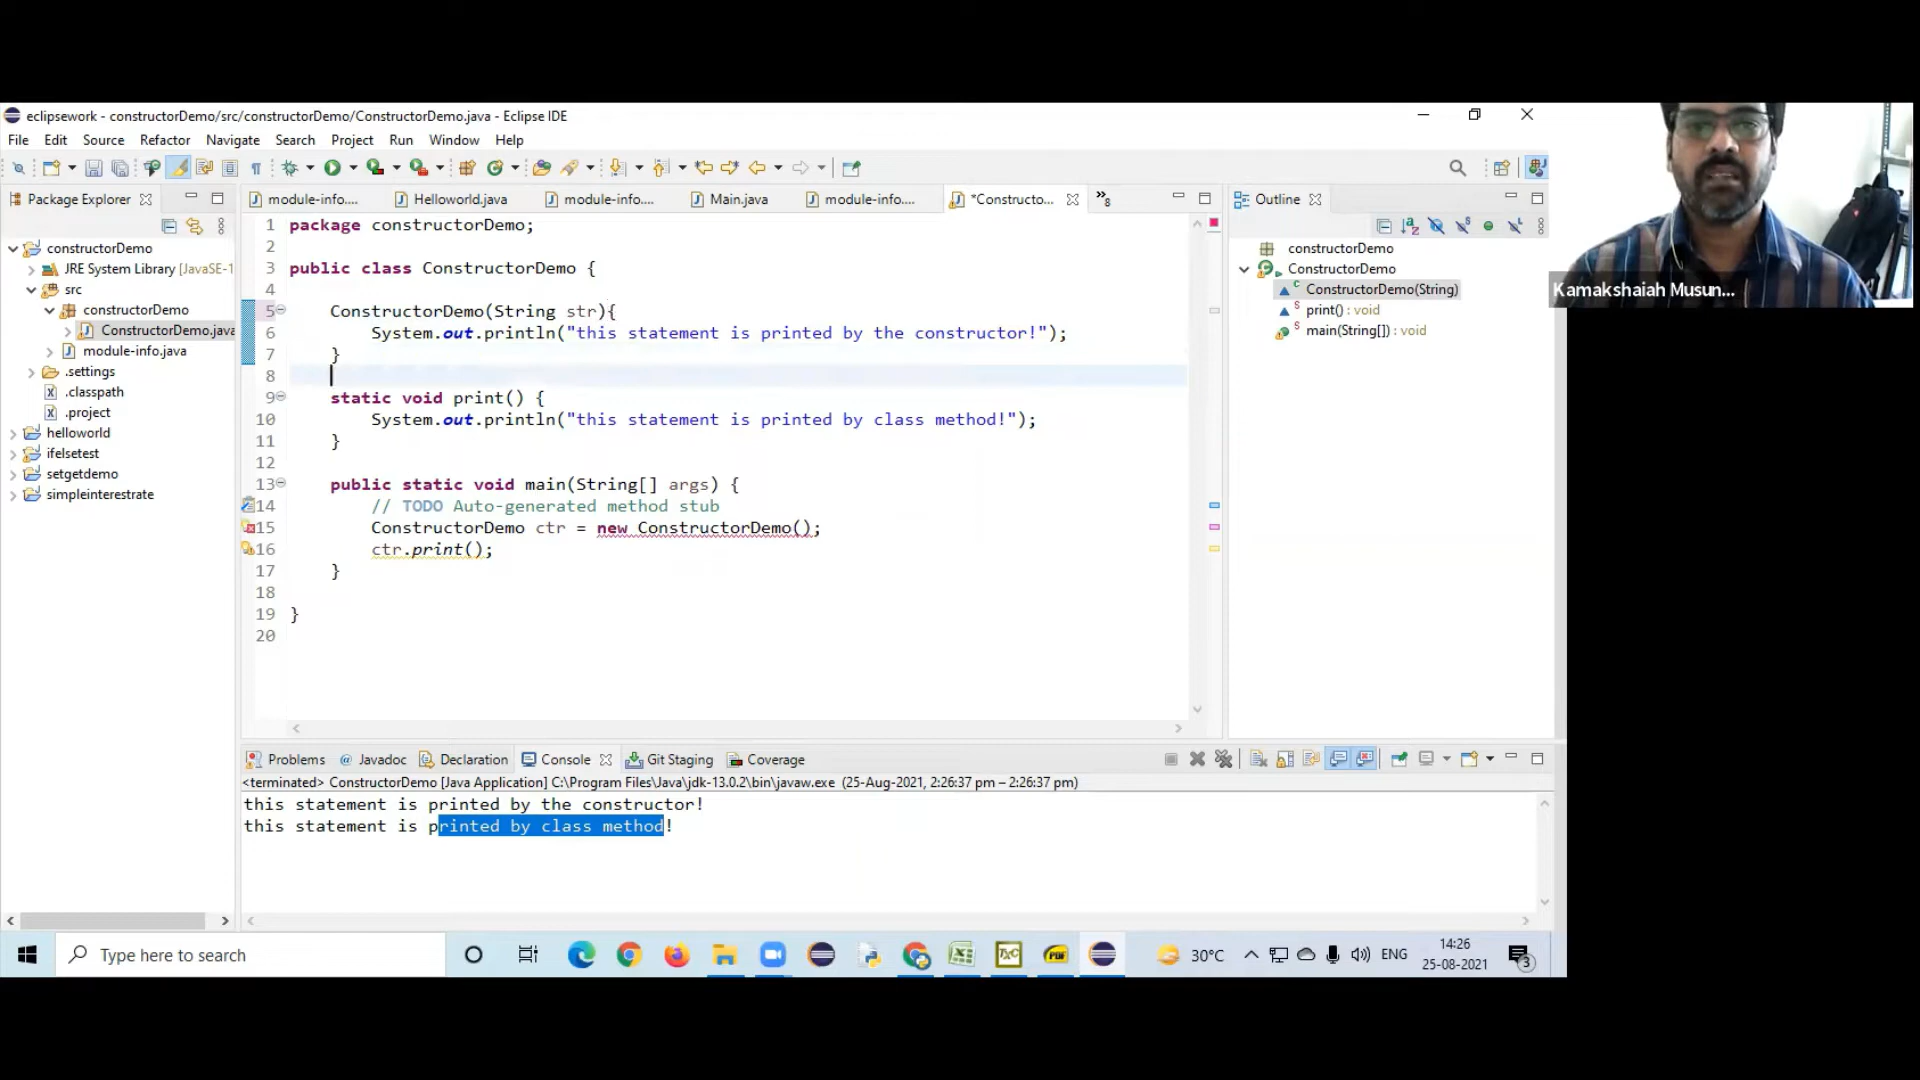 eclipsework - constructorDemo/src/constructorDemo/ConstructorDemo.java - Eclipse IDE
File Edit Source Refactor Navigate Search Project Run Window Help
Package Explorer
constructorDemo
JRE System Library [JavaSE-1
src
constructorDemo
ConstructorDemo.java
module-info.java
.settings
.classpath
.project
helloworld
ifelsetest
setgetdemo
simpleinterestrate
module-info.... Helloworld.java module-info.... Main.java module-info.... *Constructo... »8
1 package constructorDemo;
2
3 public class ConstructorDemo {
4
5 ConstructorDemo(String str){
6 System.out.println("this statement is printed by the constructor!");
7 }
8
9 static void print() {
10 System.out.println("this statement is printed by class method!");
11 }
12
13 public static void main(String[] args) {
14 // TODO Auto-generated method stub
15 ConstructorDemo ctr = new ConstructorDemo();
16 ctr.print();
17 }
18
19 }
20
Outline
constructorDemo
ConstructorDemo
ConstructorDemo(String)
print() : void
main(String[]) : void
Kamakshaiah Musun...
Problems @ Javadoc Declaration Console Git Staging Coverage
<terminated> ConstructorDemo [Java Application] C:\Program Files\Java\jdk-13.0.2\bin\javaw.exe (25-Aug-2021, 2:26:37 pm – 2:26:37 pm)
this statement is printed by the constructor!
this statement is printed by class method!
Type here to search
30°C
ENG
14:26
25-08-2021
3